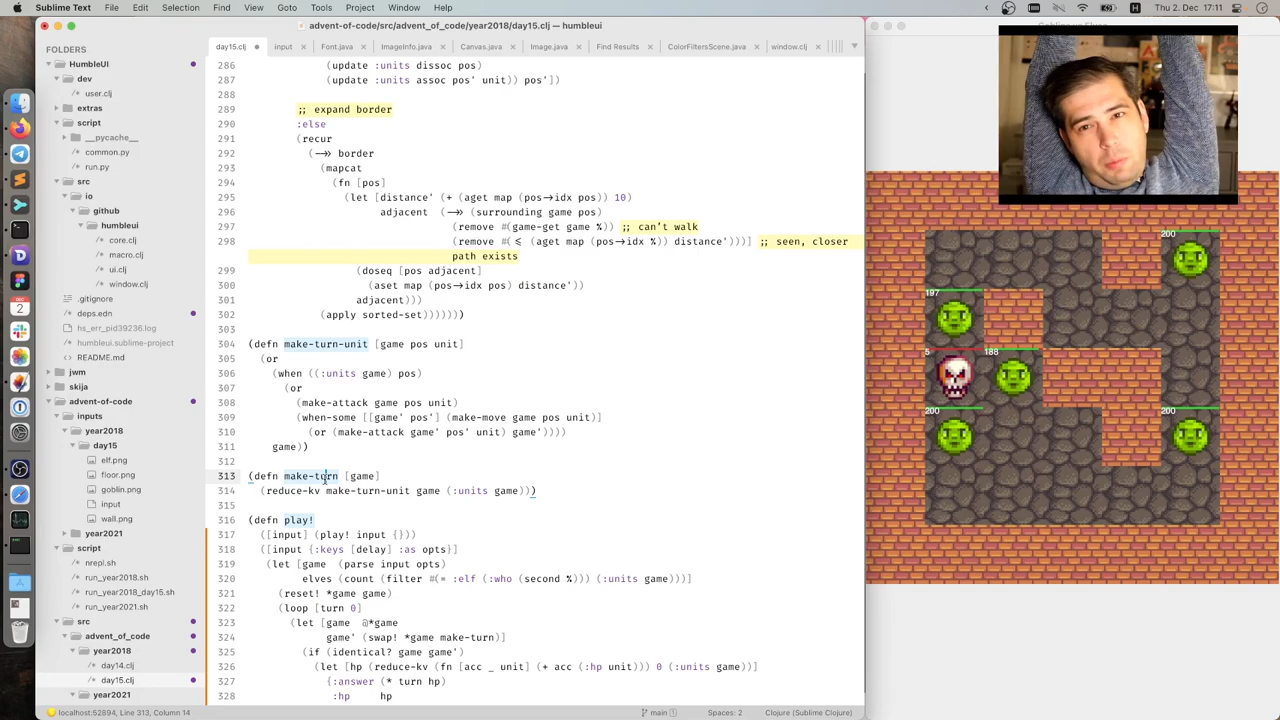 Sublime Text File Edit Selection Find View Goto Tools Project Window Help
Thu 2 Dec 17:11
advent-of-code/src/advent_of_code/year2018/day15.clj — humbleui
day15.clj input Font.java ImageInfo.java Canvas.java Image.java Find Results ColorFiltersScene.java window.clj
FOLDERS
HumbleUI
dev
user.clj
extras
script
__pycache__
common.py
run.py
src
io
github
humbleui
core.clj
macro.clj
ui.clj
window.clj
.gitignore
deps.edn
hs_err_pid39236.log
humbleui.sublime-project
README.md
jwm
skija
advent-of-code
inputs
year2018
day15
elf.png
floor.png
goblin.png
input
wall.png
year2021
script
nrepl.sh
run_year2018.sh
run_year2018_day15.sh
run_year2021.sh
src
advent_of_code
year2018
day14.clj
day15.clj
year2021
286 (update :units dissoc pos)
287 (update :units assoc pos' unit)) pos'])
288
289 ;; expand border
290 :else
291 (recur
292 (->> border
293 (mapcat
294 (fn [pos]
295 (let [distance' (+ (aget map (pos->idx pos)) 10)
296 adjacent (->> (surrounding game pos)
297 (remove #(game-get game %)) ;; can't walk
298 (aget map (pos->idx %)) distance')))] ;; seen, closer
path exists
299 (doseq [pos adjacent]
300 (aset map (pos->idx pos) distance'))
301 adjacent)))
302 (apply sorted-set)))))))
303
304 (defn make-turn-unit [game pos unit]
305 (or
306 (when ((:units game) pos)
307 (or
308 (make-attack game pos unit)
309 (when-some [[game' pos'] (make-move game pos unit)]
310 (or (make-attack game' pos' unit) game'))))
311 game))
312
313 (defn make-turn [game]
314 (reduce-kv make-turn-unit game (:units game)))
315
316 (defn play!
317 ([input] (play! input {}))
318 ([input {:keys [delay] :as opts}]
319 (let [game (parse input opts)
320
321 (reset! *game game)
322 (loop [turn 0]
323 (let [game @*game
324 game' (swap! *game make-turn)]
325 (if (identical? game game')
326 (let [hp (reduce-kv (fn [acc _ unit] (+ acc (:hp unit))) 0 (:units game))]
327 {:answer (* turn hp)
328 :hp hp
localhost:52894, Line 313, Column 14
main 1 Spaces: 2 Clojure (Sublime Clojure)
200
197
5 188
200 200